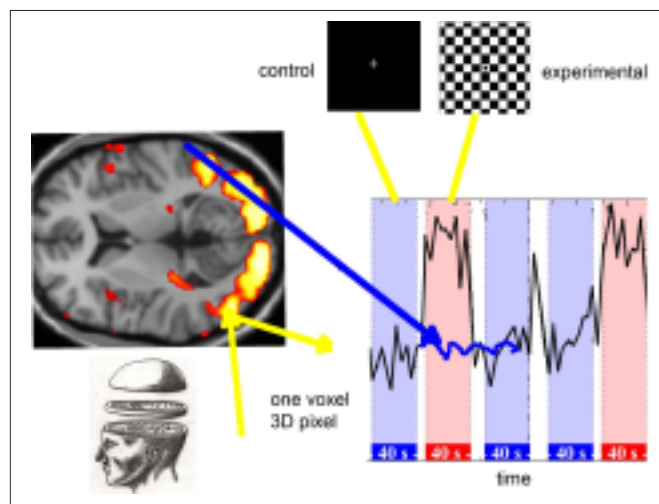 control
experimental
one voxel
3D pixel
- 40 s - - 40 s - - 40 s - - 40 s - - 40 s -
time